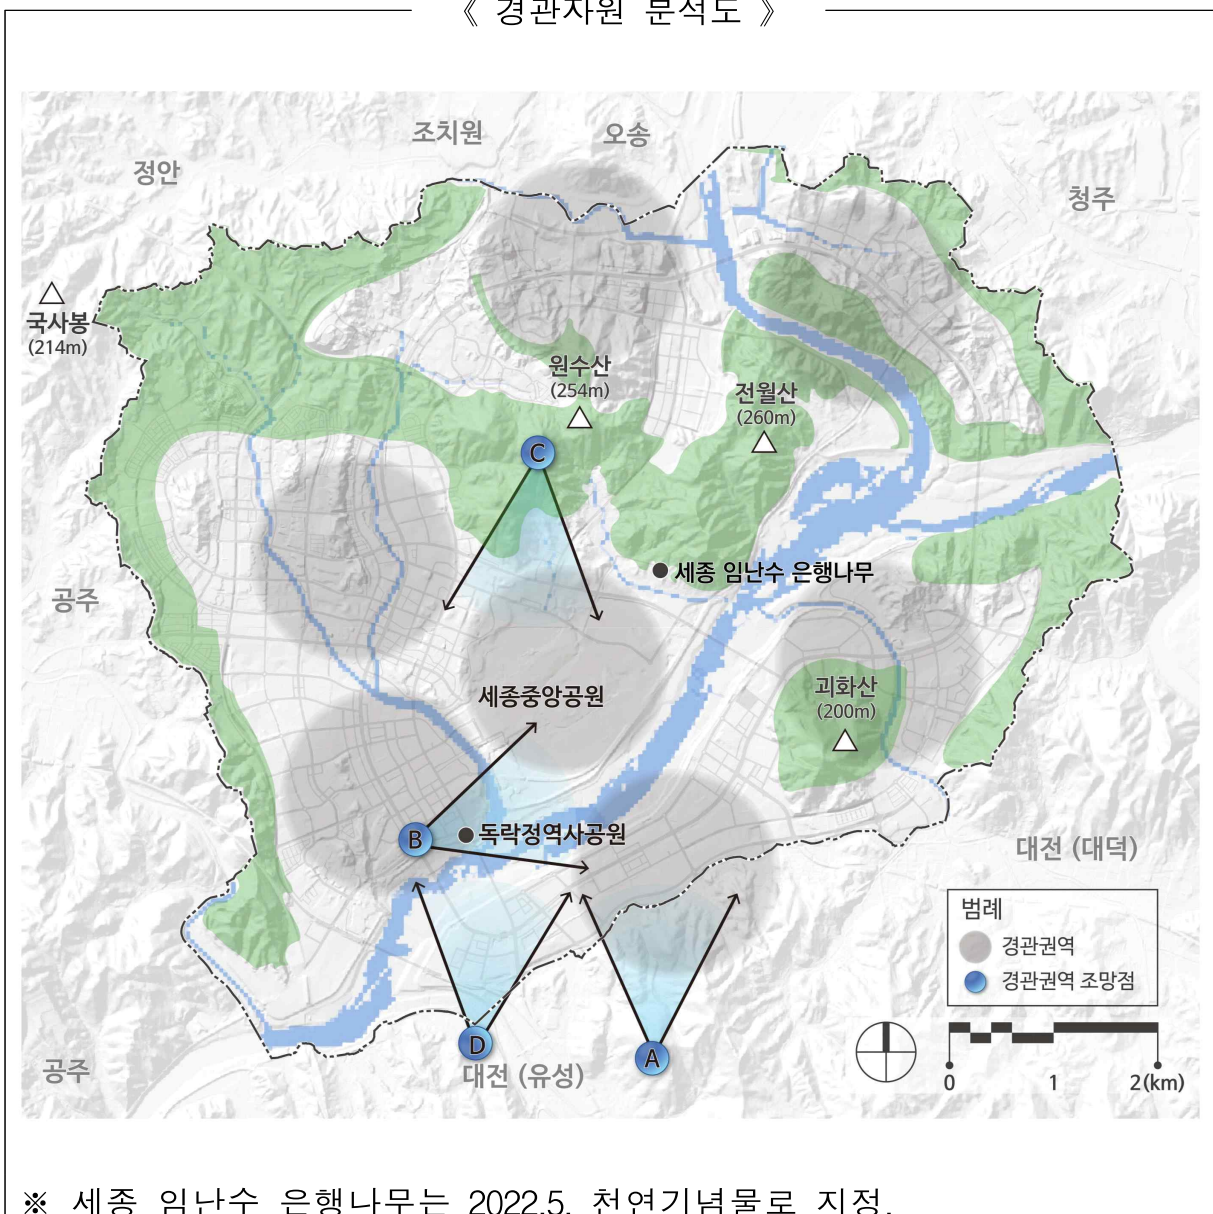 《 경관자원 분석도 》
조치원
오송
정안
청주
국사봉
(214m)
원수산
(254m)
전월산
(260m)
C
세종 임난수 은행나무
공주
괴화산
(200m)
세종중앙공원
B
독락정역사공원
대전 (대덕)
범례
경관권역
경관권역 조망점
D
A
대전 (유성)
공주
0 1 2(km)
※ 세종 임난수 은행나무는 2022.5. 천연기념물로 지정.